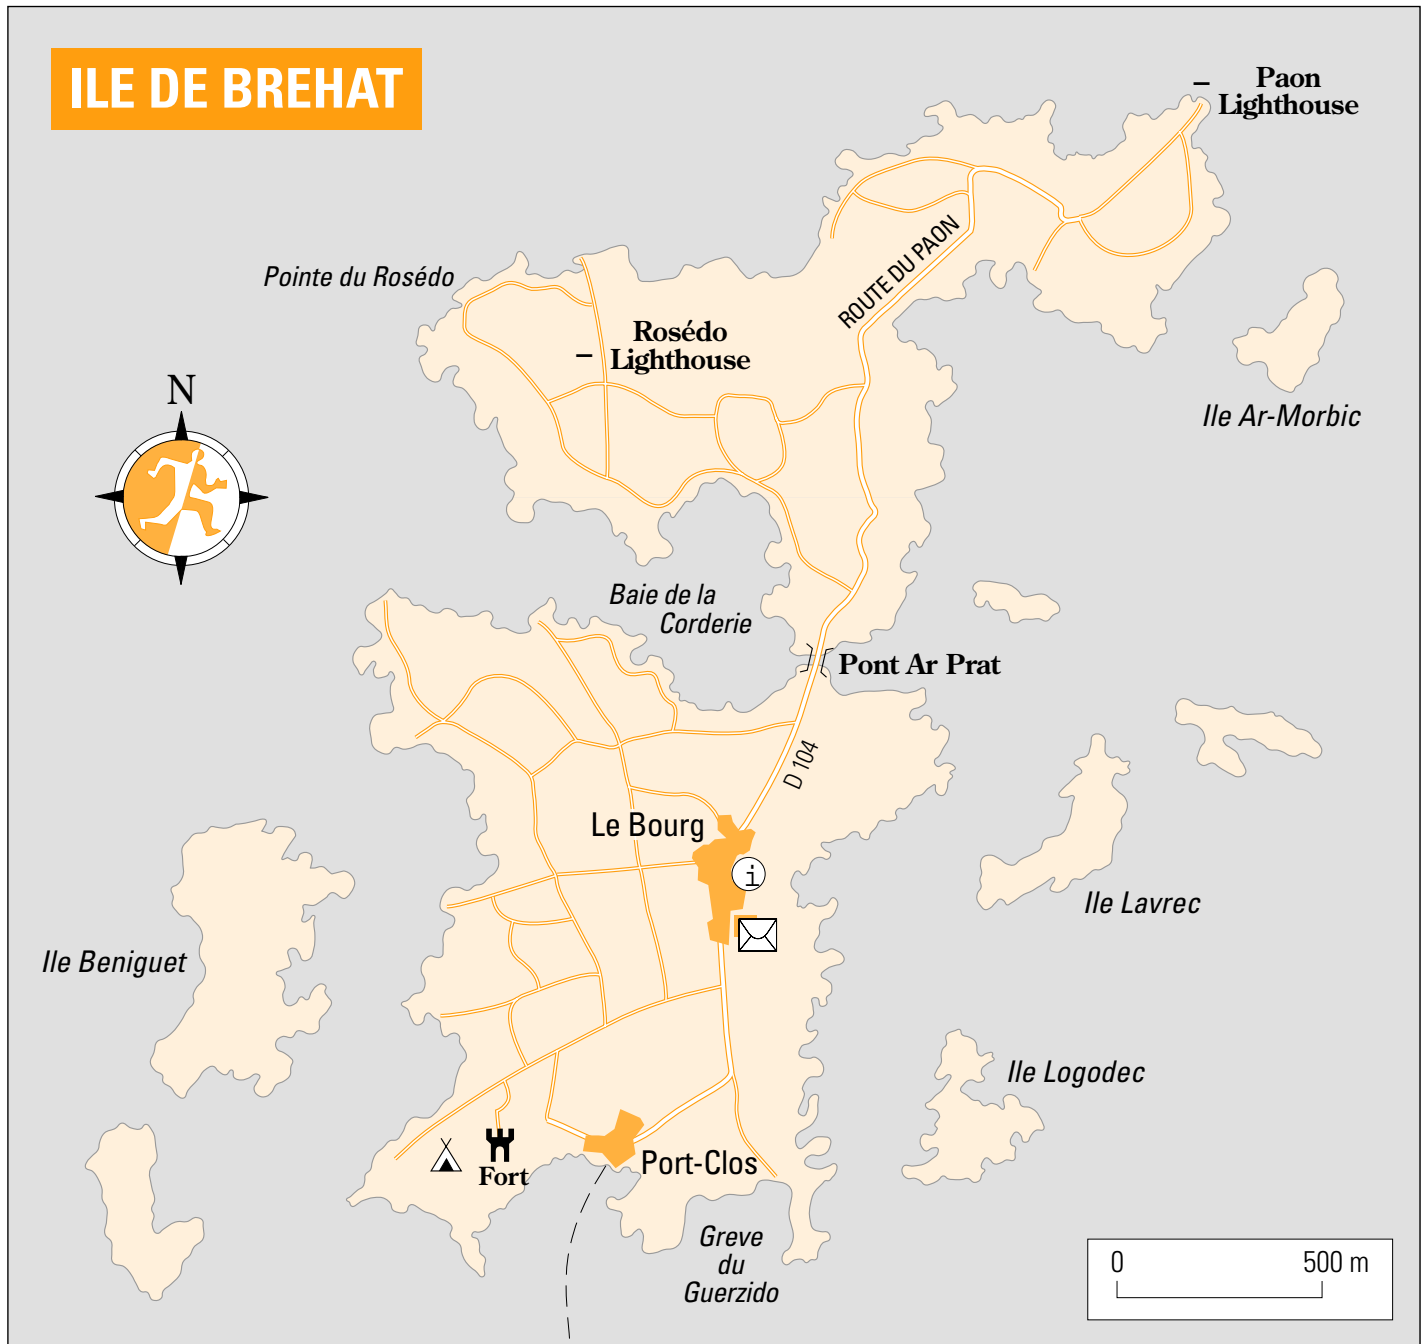 ILE DE BREHAT
Paon
Lighthouse
ROUTE DU PAON
Pointe du Rosédo
Rosédo
Lighthouse
N
Ile Ar-Morbic
Baie de la
Corderie
Pont Ar Prat
D 104
Le Bourg
i
Ile Lavrec
Ile Beniguet
Ile Logodec
Fort
Port-Clos
Greve
du
Guerzido
0 500 m